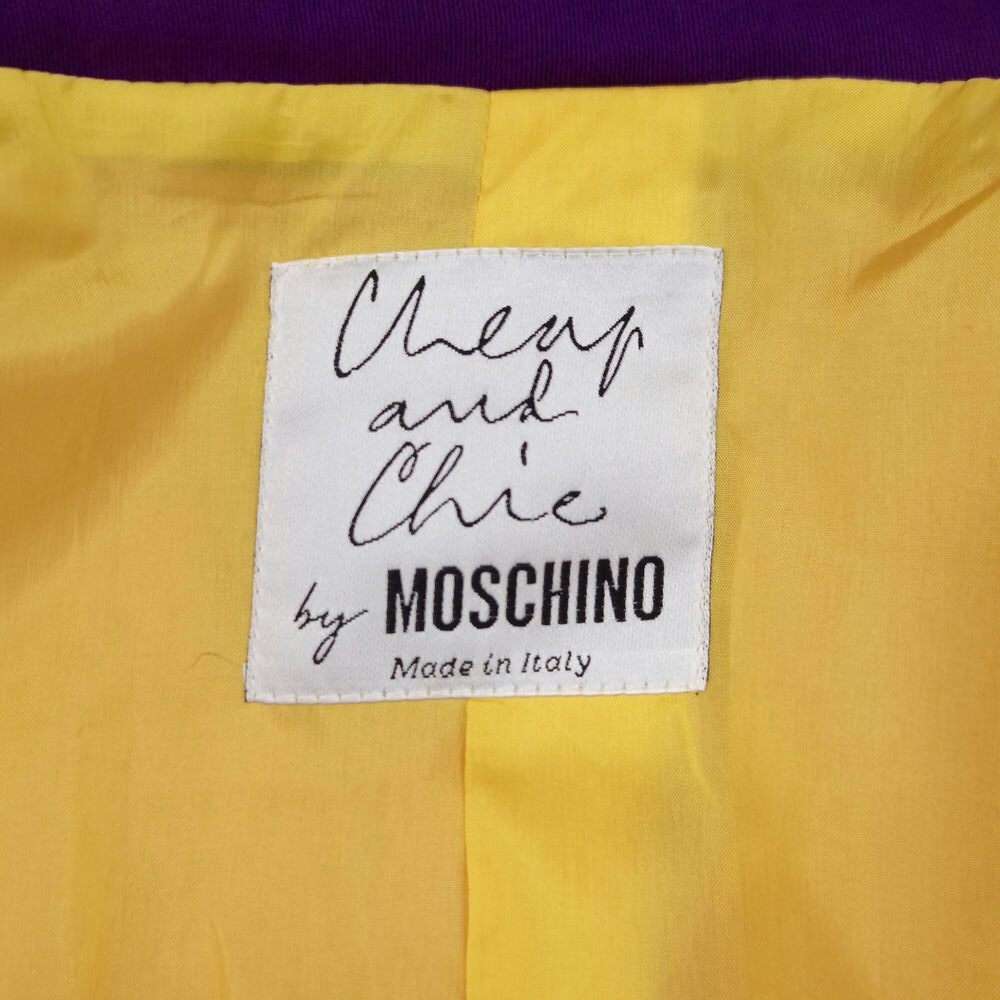 Cheap
and
Chic
by MOSCHINO
Made in Italy